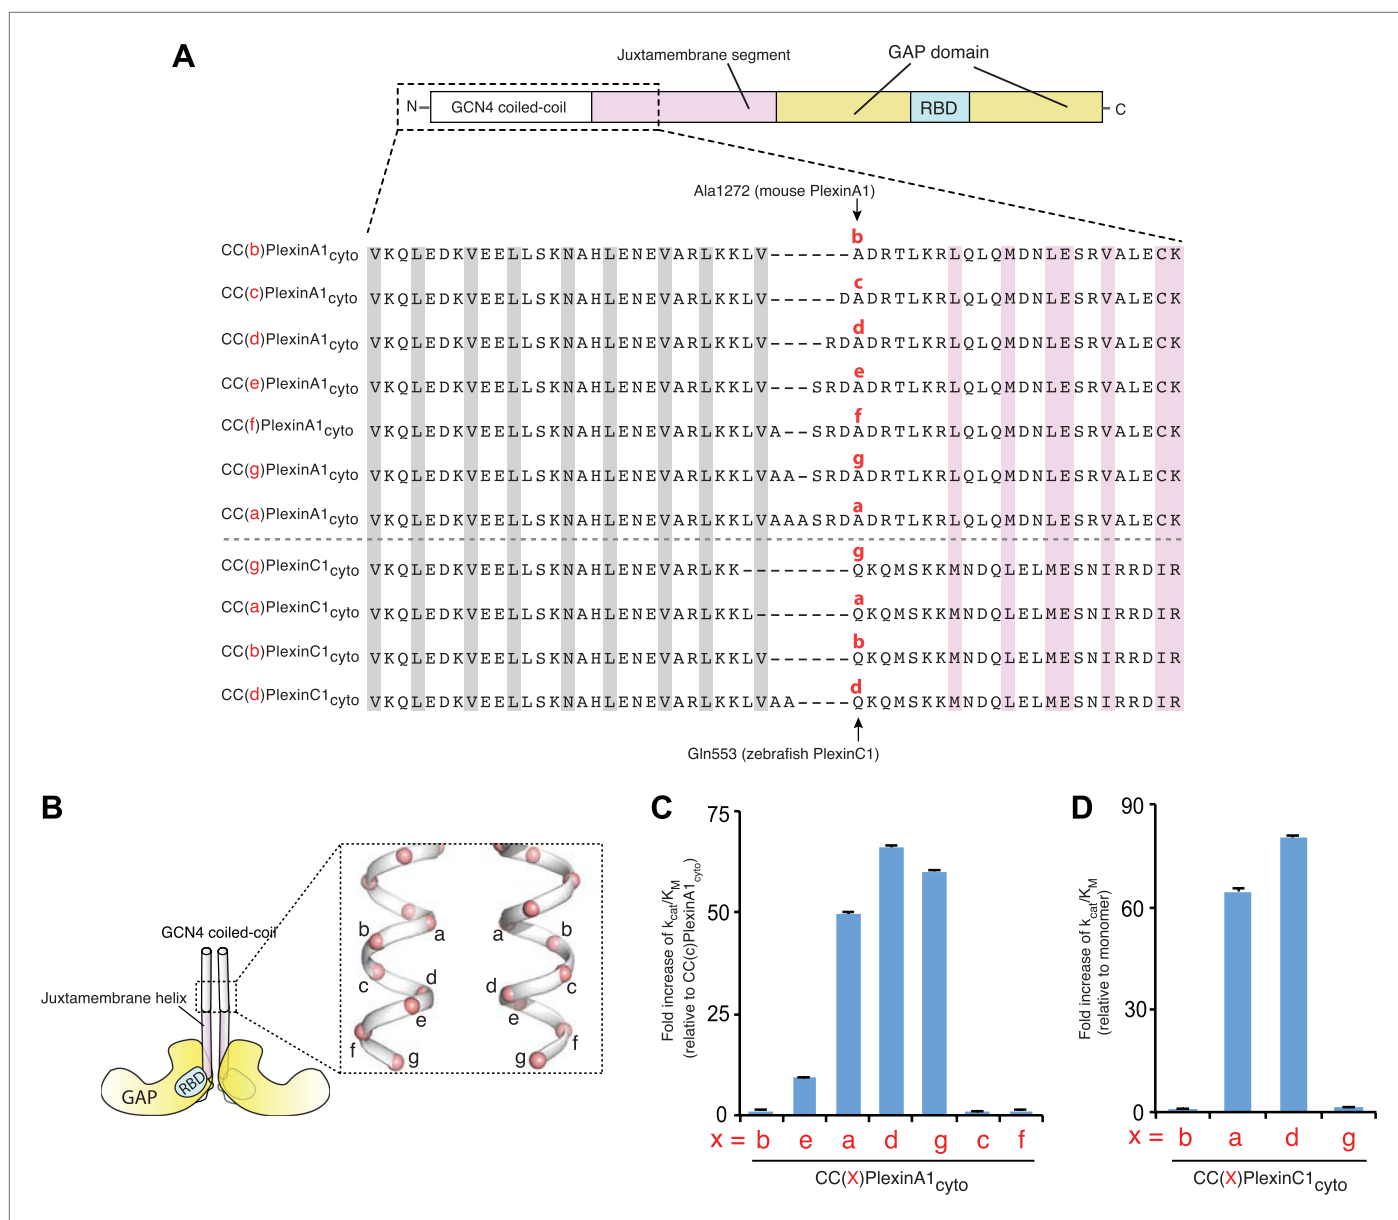 A
Juxtamembrane segment
GAP domain
N
GCN4 coiled-coil
RBD
C
Ala1272 (mouse PlexinA1)
b
CC(b)PlexinA1cyto VKQLEDKVEELLSKNAHLENEVARLKKLV------ADRTLKRLQLQMDNLESRVALECK
c
CC(c)PlexinA1cyto VKQLEDKVEELLSKNAHLENEVARLKKLV-----DADRTLKRLQLQMDNLESRVALECK
d
CC(d)PlexinA1cyto VKQLEDKVEELLSKNAHLENEVARLKKLV----RDADRTLKRLQLQMDNLESRVALECK
e
CC(e)PlexinA1cyto VKQLEDKVEELLSKNAHLENEVARLKKLV---SRDADRTLKRLQLQMDNLESRVALECK
f
CC(f)PlexinA1cyto VKQLEDKVEELLSKNAHLENEVARLKKLVA--SRDADRTLKRLQLQMDNLESRVALECK
g
CC(g)PlexinA1cyto VKQLEDKVEELLSKNAHLENEVARLKKLVAA-SRDADRTLKRLQLQMDNLESRVALECK
a
CC(a)PlexinA1cyto VKQLEDKVEELLSKNAHLENEVARLKKLVAAASRDADRTLKRLQLQMDNLESRVALECK
g
CC(g)PlexinC1cyto VKQLEDKVEELLSKNAHLENEVARLKK--------QKQMSKKMNDQLELMESNIRRDIR
a
CC(a)PlexinC1cyto VKQLEDKVEELLSKNAHLENEVARLKKL-------QKQMSKKMNDQLELMESNIRRDIR
b
CC(b)PlexinC1cyto VKQLEDKVEELLSKNAHLENEVARLKKLV------QKQMSKKMNDQLELMESNIRRDIR
d
CC(d)PlexinC1cyto VKQLEDKVEELLSKNAHLENEVARLKKLVAA----QKQMSKKMNDQLELMESNIRRDIR
Gln553 (zebrafish PlexinC1)
B
GCN4 coiled-coil
Juxtamembrane helix
GAP
RBD
b
a
a
b
c
d
d
c
e
e
f
g
g
f
C
Fold increase of kcat/KM
(relative to CC(c)PlexinA1cyto)
75
50
25
0
x = b e a d g c f
CC(X)PlexinA1cyto
D
Fold increase of kcat/KM
(relative to monomer)
90
60
30
0
x = b a d g
CC(X)PlexinC1cyto